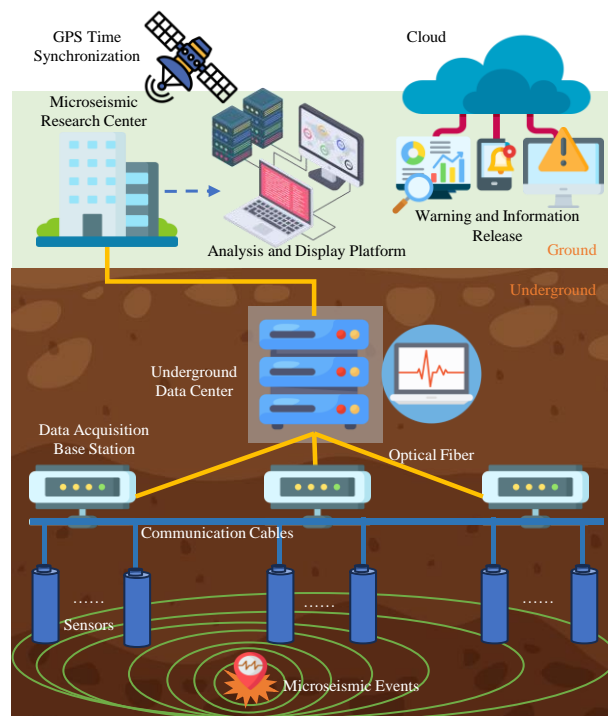 GPS Time
Synchronization
Cloud
Microseismic
Research Center
Analysis and Display Platform
Warning and Information
Release
Ground
Underground
Underground
Data Center
Data Acquisition
Base Station
Optical Fiber
Communication Cables
......
......
......
Sensors
Microseismic Events